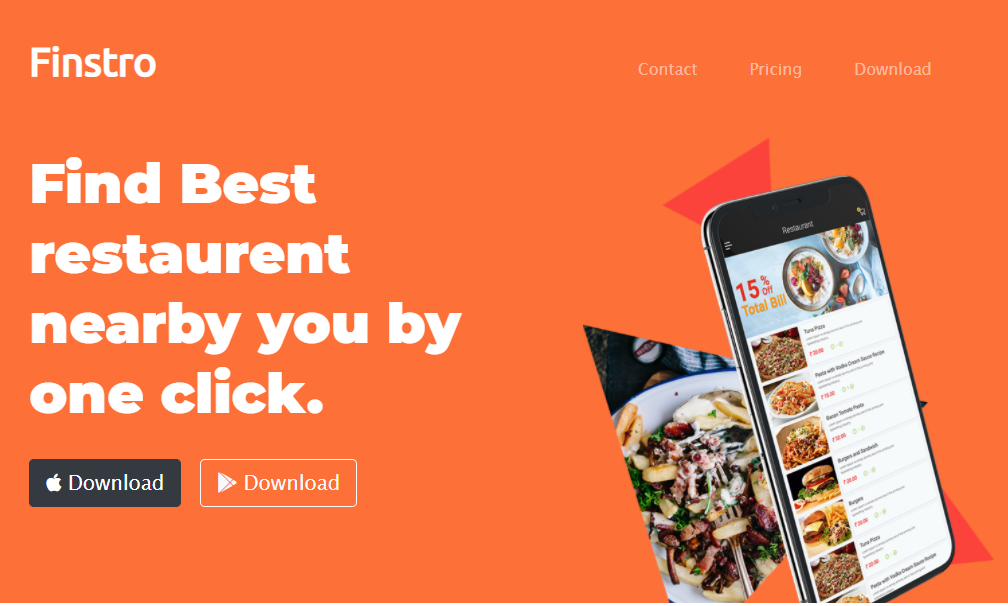 Finstro
Contact
Pricing
Download
Find Best
restaurent
nearby you by
one click.
Download
Download
Restaurant
15% Off
Total Bill
Tuna Pizza
₹ 20.00
Pasta with Vodka Cream Sauce Recipe
₹ 10.00
Bacon Tomato Pasta
₹ 32.00
Burgers and Sandwich
₹ 20.00
Burgers
₹ 20.00
Tuna Pizza
₹ 20.00
Pasta with Vodka Cream Sauce Recipe